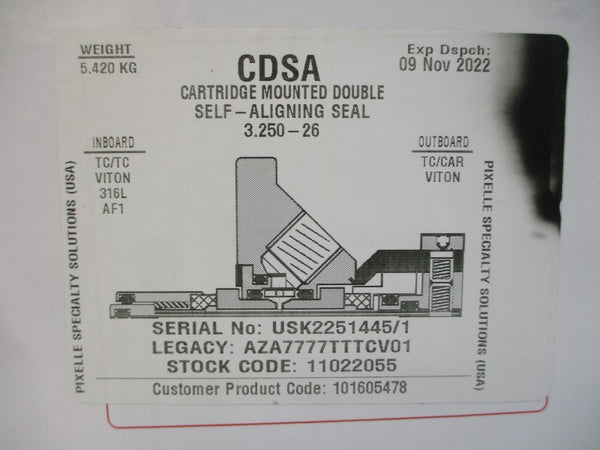 WEIGHT
5.420 KG
Exp Dspch:
09 Nov 2022
CDSA
CARTRIDGE MOUNTED DOUBLE
SELF-ALIGNING SEAL
3.250-26
INBOARD
TC/TC
VITON
316L
AF1
OUTBOARD
TC/CAR
VITON
PIXELLE SPECIALTY SOLUTIONS (USA)
PIXELLE SPECIALTY SOLUTIONS (USA)
SERIAL No: USK2251445/1
LEGACY: AZA7777TTTCV01
STOCK CODE: 11022055
Customer Product Code: 101605478